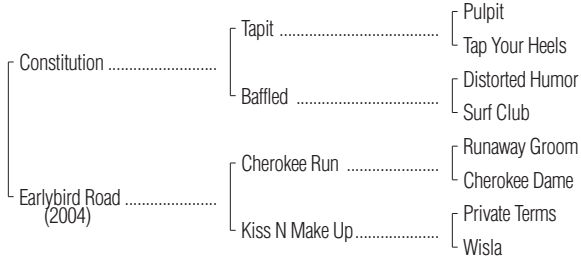 Pulpit
Tapit ..............................
Tap Your Heels
Constitution ...........................
Distorted Humor
Baffled ...........................
Surf Club
Runaway Groom
Cherokee Run ......................
Cherokee Dame
Earlybird Road .......................
(2004)
Private Terms
Kiss N Make Up.....................
Wisla